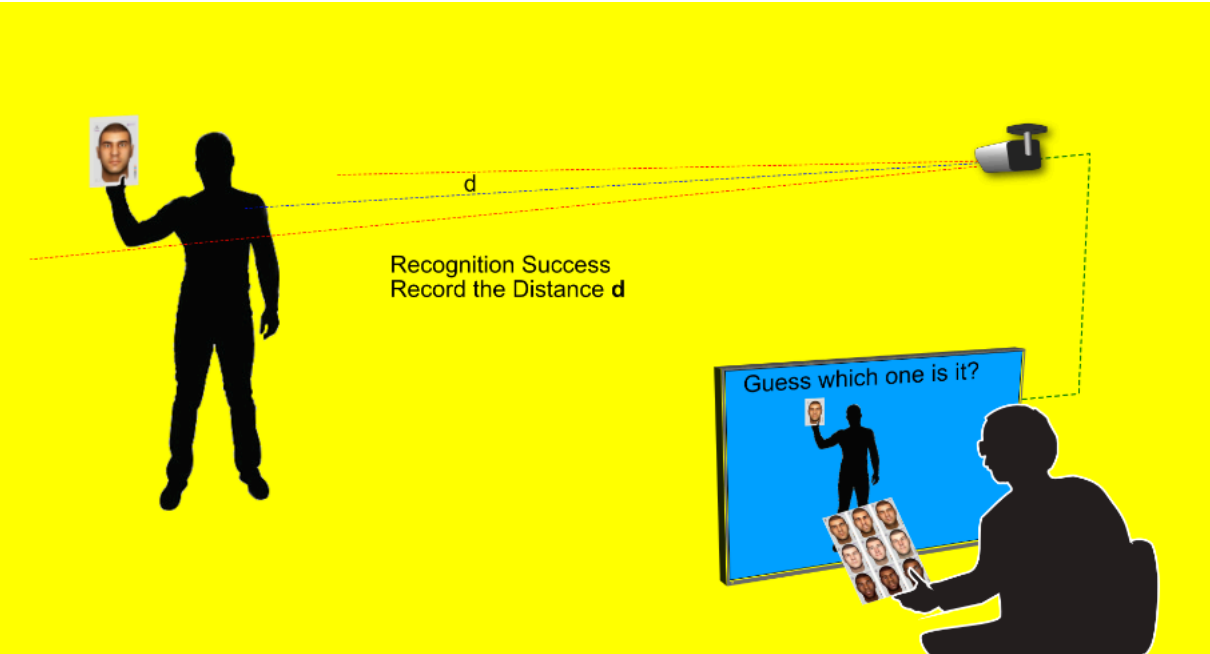 d
Recognition Success
Record the Distance d
Guess which one is it?